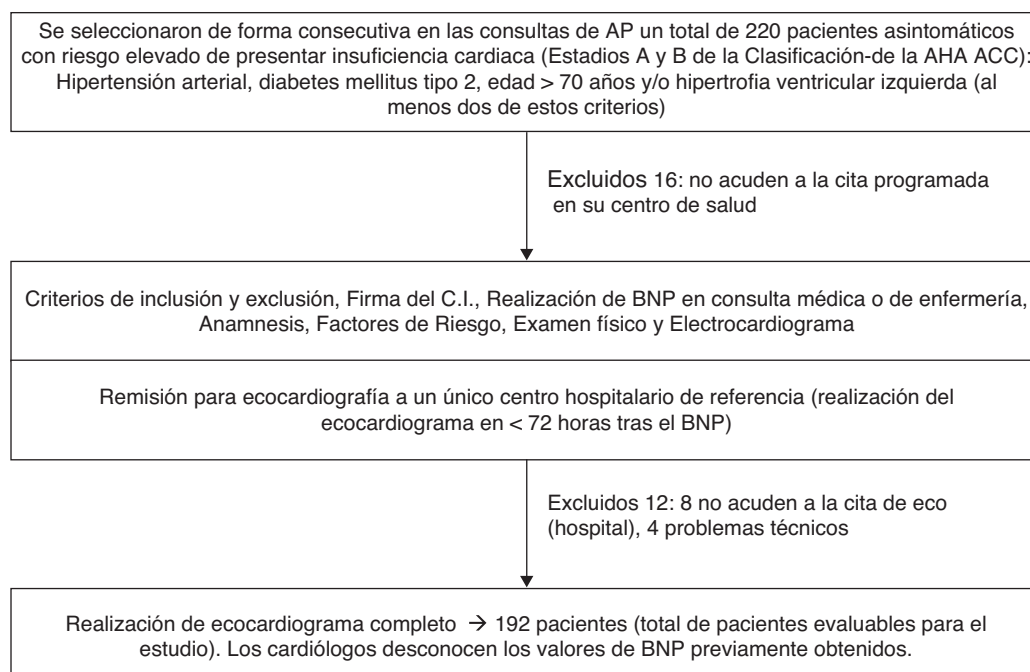 Se seleccionaron de forma consecutiva en las consultas de AP un total de 220 pacientes asintomáticos
con riesgo elevado de presentar insuficiencia cardiaca (Estadios A y B de la Clasificación-de la AHA ACC):
Hipertensión arterial, diabetes mellitus tipo 2, edad > 70 años y/o hipertrofia ventricular izquierda (al
menos dos de estos criterios)
Excluidos 16: no acuden a la cita programada
en su centro de salud
Criterios de inclusión y exclusión, Firma del C.I., Realización de BNP en consulta médica o de enfermería,
Anamnesis, Factores de Riesgo, Examen físico y Electrocardiograma
Remisión para ecocardiografía a un único centro hospitalario de referencia (realización del
ecocardiograma en < 72 horas tras el BNP)
Excluidos 12: 8 no acuden a la cita de eco
(hospital), 4 problemas técnicos
Realización de ecocardiograma completo → 192 pacientes (total de pacientes evaluables para el
estudio). Los cardiólogos desconocen los valores de BNP previamente obtenidos.